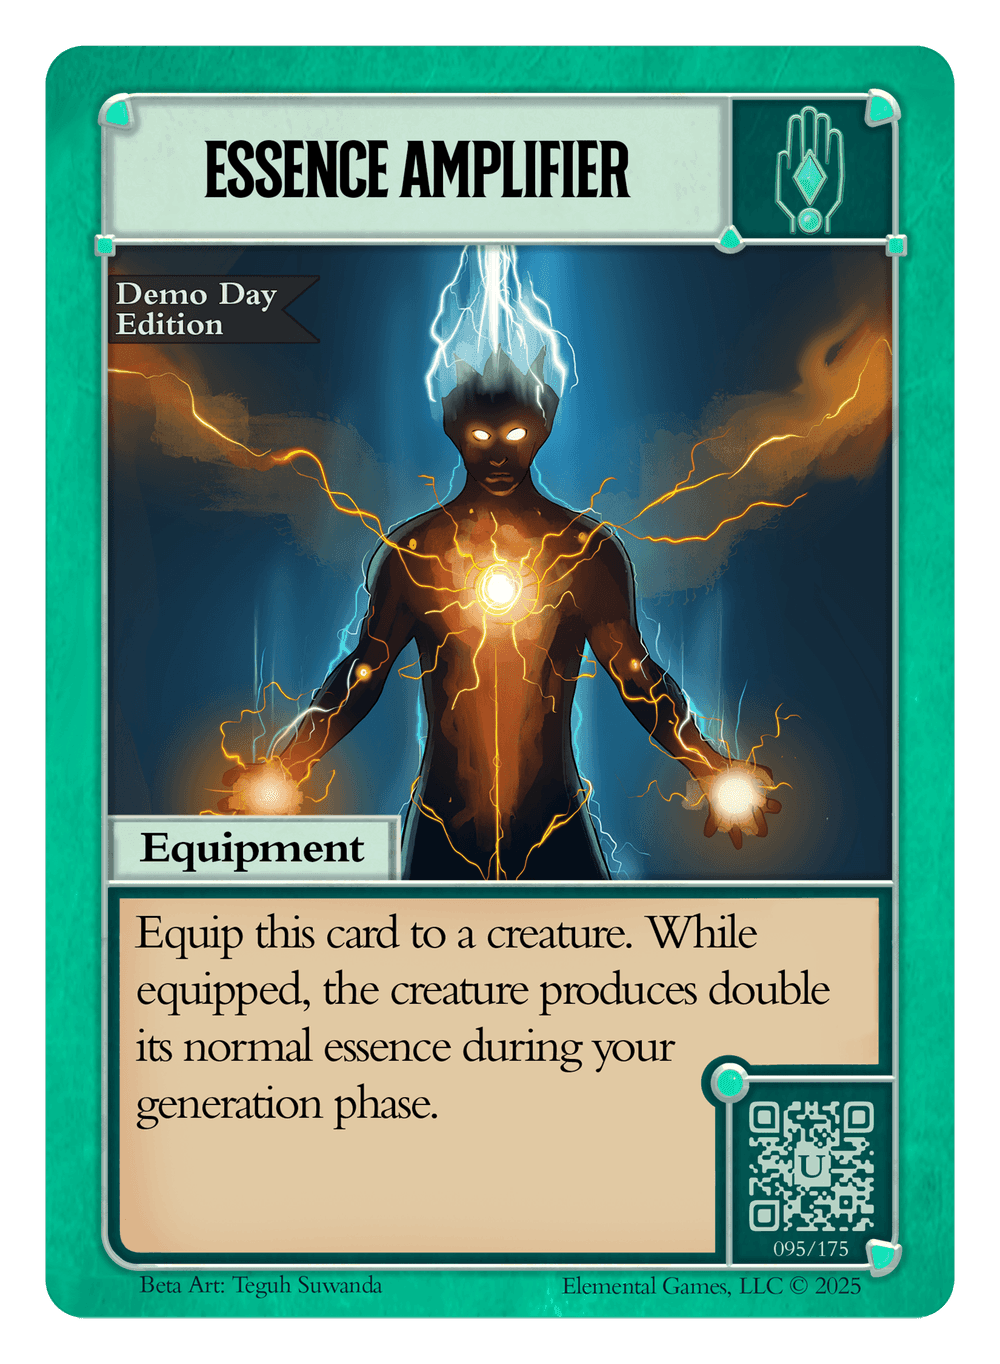 ESSENCE AMPLIFIER
Demo Day
Edition
Equipment
Equip this card to a creature. While
equipped, the creature produces double
its normal essence during your
generation phase.
U
095/175
Beta Art: Teguh Suwanda
Elemental Games, LLC © 2025